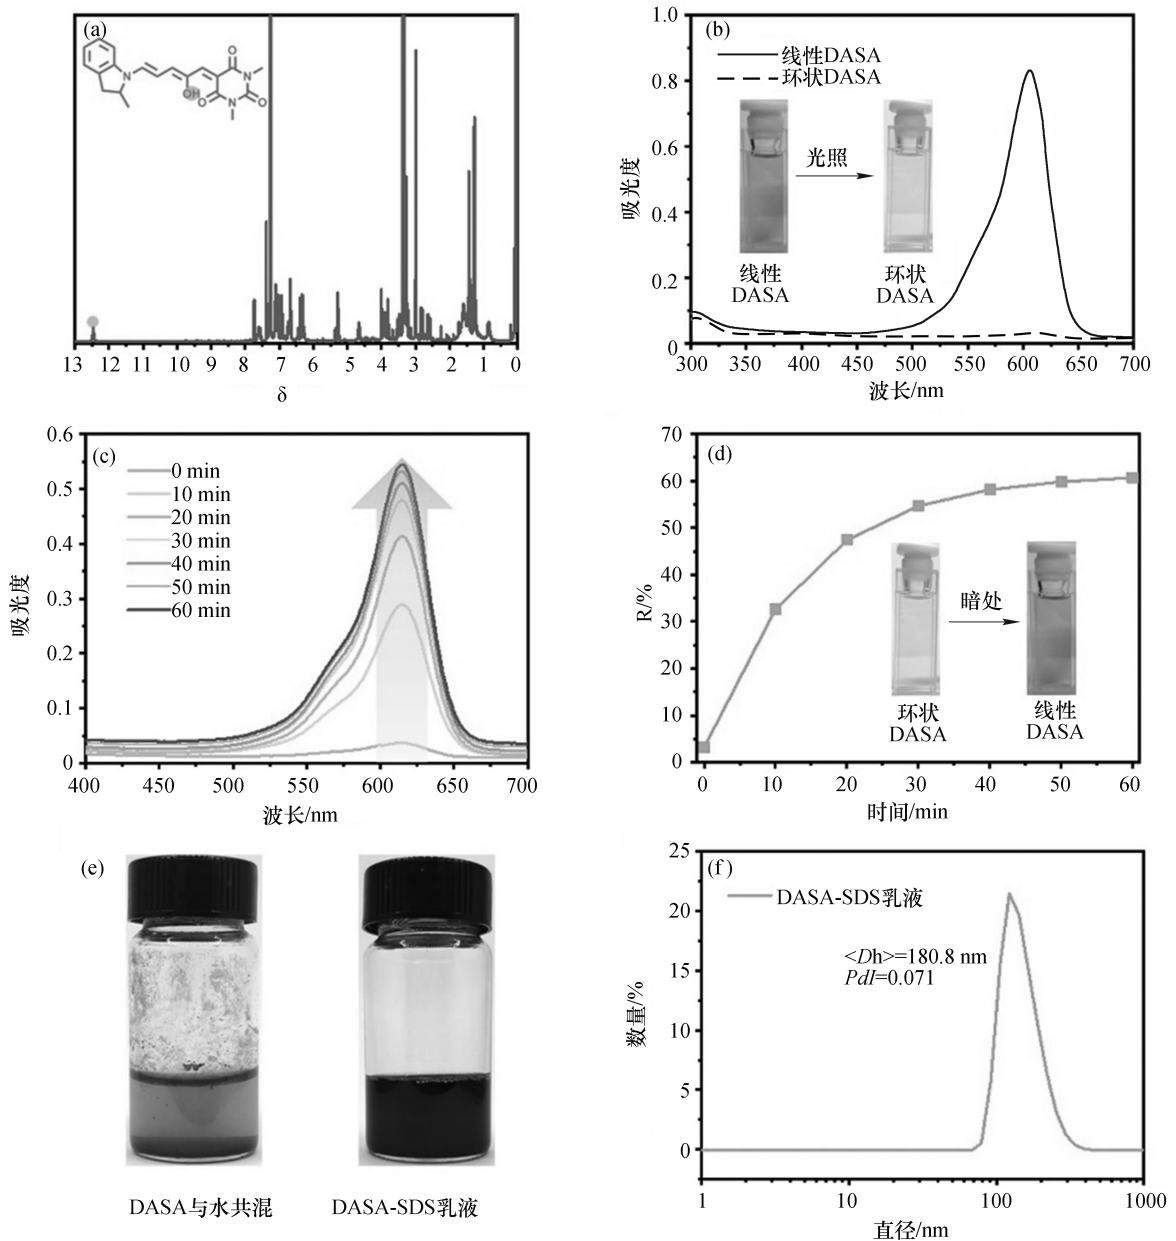 (a)
N
OH
O
O
N
N
O
13 12 11 10 9 8 7 6 5 4 3 2 1 0
δ
(b)
线性DASA
环状DASA
光照
线性
DASA
环状
DASA
1.0
0.8
0.6
0.4
0.2
0
吸光度
300 350 400 450 500 550 600 650 700
波长/nm
(c)
0 min
10 min
20 min
30 min
40 min
50 min
60 min
0.6
0.5
0.4
0.3
0.2
0.1
0
吸光度
400 450 500 550 600 650 700
波长/nm
(d)
70
60
50
40
30
20
10
0
R/%
暗处
环状
DASA
线性
DASA
0 10 20 30 40 50 60
时间/min
(e)
DASA与水共混
DASA-SDS乳液
(f)
DASA-SDS乳液
<Dh>=180.8 nm
PdI=0.071
25
20
15
10
5
0
数量/%
1 10 100 1000
直径/nm